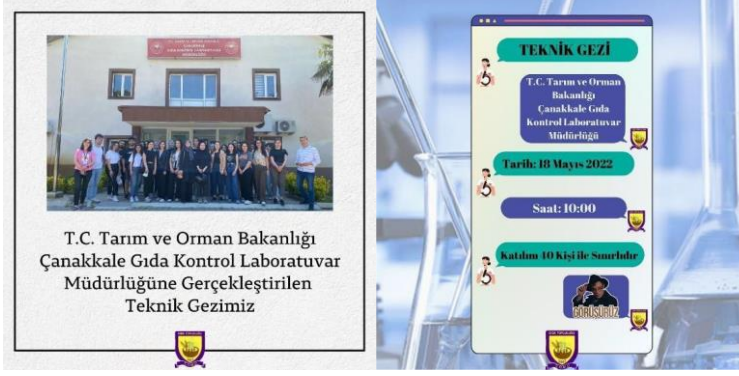 T.C. Tarım ve Orman Bakanlığı
Çanakkale Gıda Kontrol Laboratuvar
Müdürlüğüne Gerçekleştirilen
Teknik Gezimiz
TEKNİK GEZİ
T.C. Tarım ve Orman
Bakanlığı
Çanakkale Gıda
Kontrol Laboratuvar
Müdürlüğü
Tarih: 18 Mayıs 2022
Saat: 10:00
Katılım 40 Kişi ile Sınırlıdır
GÖRÜŞÜRÜZ